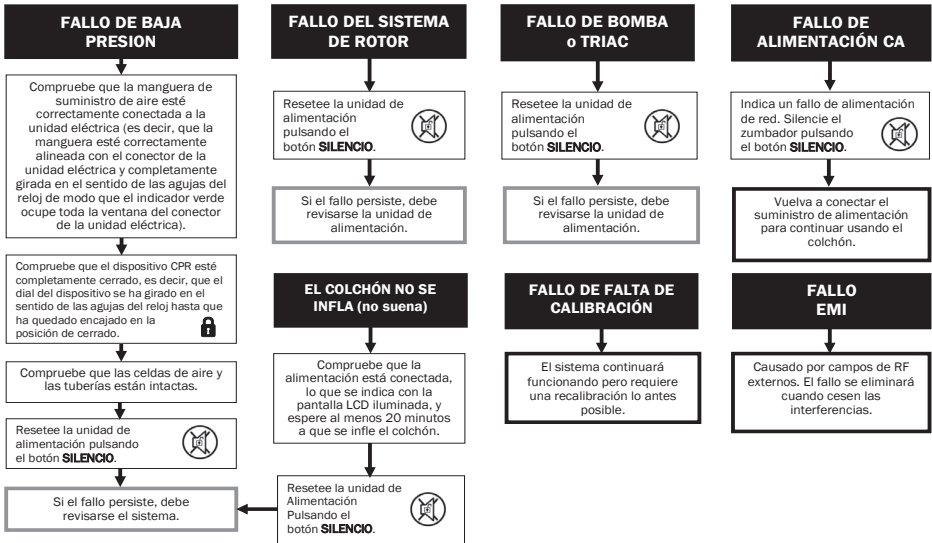 FALLO DE BAJA
PRESION
Compruebe que la manguera de
suministro de aire esté
correctamente conectada a la
unidad eléctrica (es decir, que la
manguera esté correctamente
alineada con el conector de la
unidad eléctrica y completamente
girada en el sentido de las agujas del
reloj de modo que el indicador verde
ocupe toda la ventana del conector
de la unidad eléctrica).
Compruebe que el dispositivo CPR esté
completamente cerrado, es decir, que el
dial del dispositivo se ha girado en el
sentido de las agujas del reloj hasta que
ha quedado encajado en la
posición de cerrado.
Compruebe que las celdas de aire y
las tuberías están intactas.
Resetee la unidad de
alimentación pulsando
el botón SILENCIO.
Si el fallo persiste, debe
revisarse el sistema.
FALLO DEL SISTEMA
DE ROTOR
Resetee la unidad de
alimentación
pulsando el
botón SILENCIO.
Si el fallo persiste, debe
revisarse la unidad de
alimentación.
EL COLCHÓN NO SE
INFLA (no suena)
Compruebe que la
alimentación está conectada,
lo que se indica con la
pantalla LCD iluminada, y
espere al menos 20 minutos
a que se infle el colchón.
Resetee la unidad de
Alimentación
Pulsando el
botón SILENCIO.
FALLO DE BOMBA
o TRIAC
Resetee la unidad de
alimentación
pulsando el
botón SILENCIO.
Si el fallo persiste, debe
revisarse la unidad de
alimentación.
FALLO DE FALTA DE
CALIBRACIÓN
El sistema continuará
funcionando pero requiere
una recalibración lo antes
posible.
FALLO DE
ALIMENTACIÓN CA
Indica un fallo de alimentación
de red. Silencie el
zumbador pulsando
el botón SILENCIO.
Vuelva a conectar el
suministro de alimentación
para continuar usando el
colchón.
FALLO
EMI
Causado por campos de RF
externos. El fallo se eliminará
cuando cesen las
interferencias.